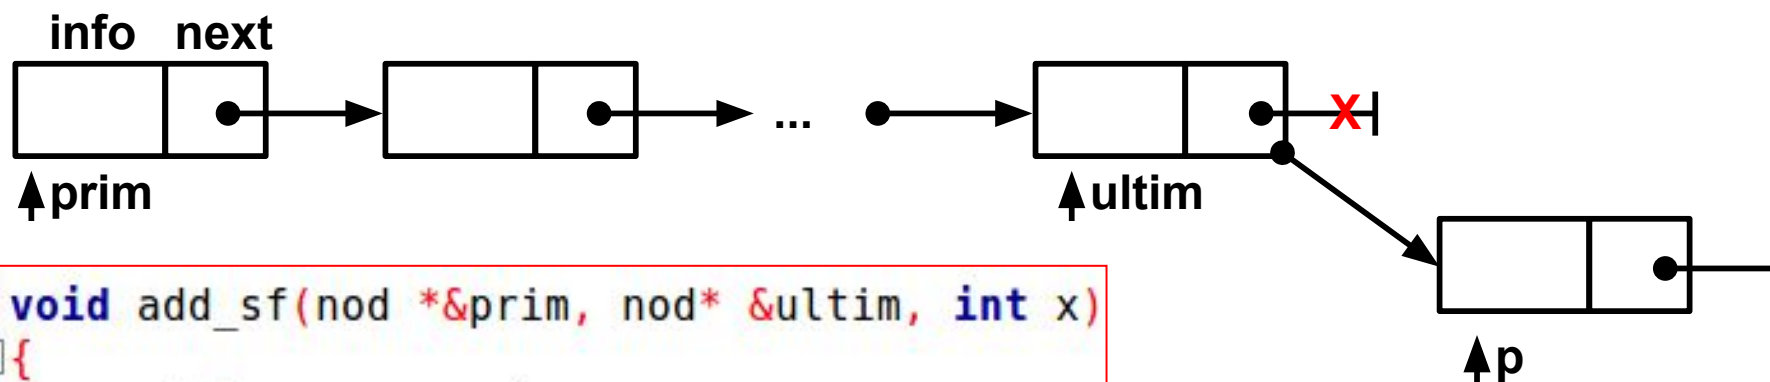 info next
...
X
prim
ultim
void add_sf(nod *&prim, nod* &ultim, int x)
{
p